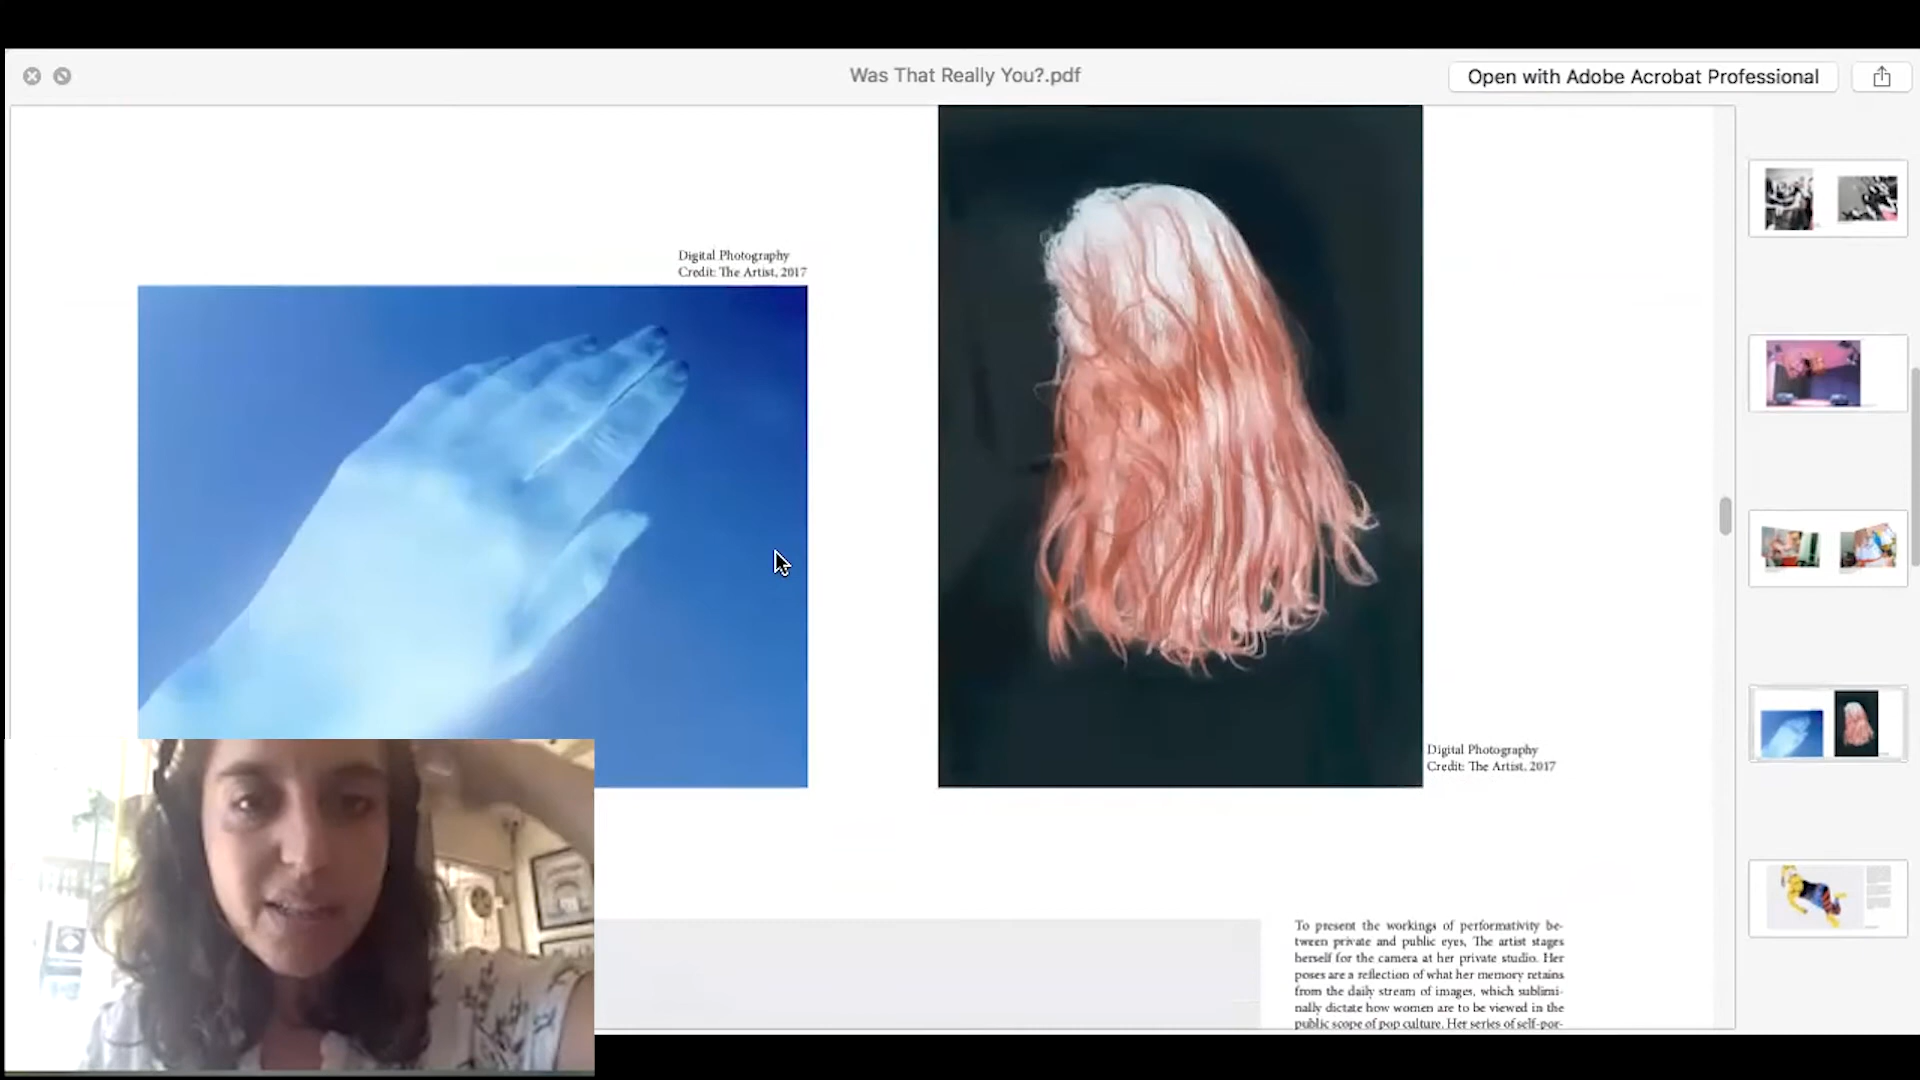 Was That Really You?.pdf
Open with Adobe Acrobat Professional
Digital Photography
Credit: The Artist, 2017
Digital Photography
Credit: The Artist, 2017
To present the workings of performativity be-
tween private and public eyes, The artist stages
herself for the camera at her private studio. Her
poses are a reflection of what her memory retains
from the daily stream of images, which sublimi-
nally dictate how women are to be viewed in the
public scope of pop culture. Her series of self-por-